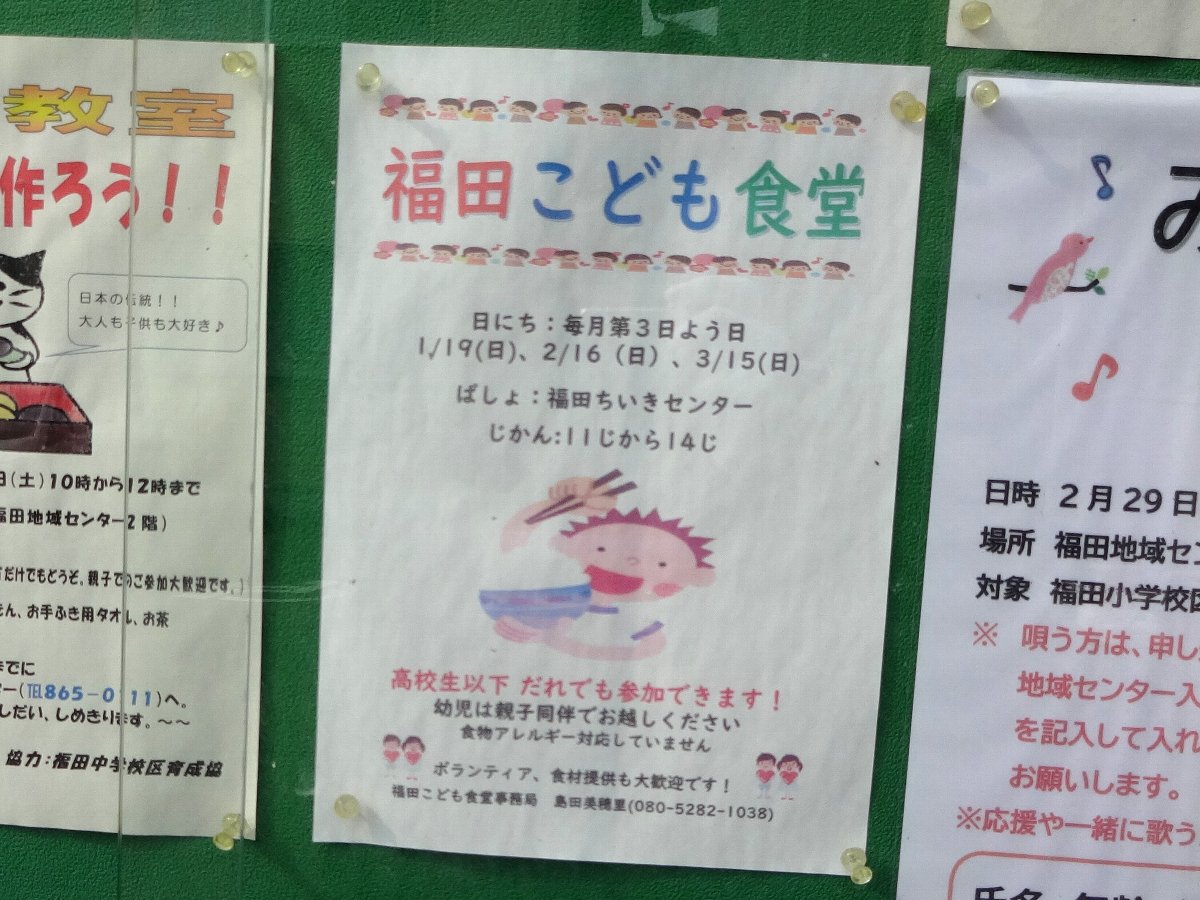 教室
作ろう!!
日本の伝統!!
大人も子供も大好き♪
日(土)10時から12時まで
福田地域センター2階)
だけでもどうぞ。親子でのご参加大歓迎です。)
お手ふき用タオル、お茶
までに
ー(TEL865-0111)へ。
しだい、しめきります。～～
協力:福田中学校区育成協
福田こども食堂
日にち：毎月第3日よう日
1/19(日)、2/16（日）、3/15(日)
ばしょ：福田ちいきセンター
じかん:11じから14じ
高校生以下 だれでも参加できます！
幼児は親子同伴でお越しください
食物アレルギー対応していません
ボランティア、食材提供も大歓迎です！
福田こども食堂事務局 島田美穂里(080-5282-1038)
日時 2月29日
場所 福田地域セン
対象 福田小学校区
※ 唄う方は、申し
地域センター入
を記入して入れ
お願いします。
※応援や一緒に歌う
氏名 年齢